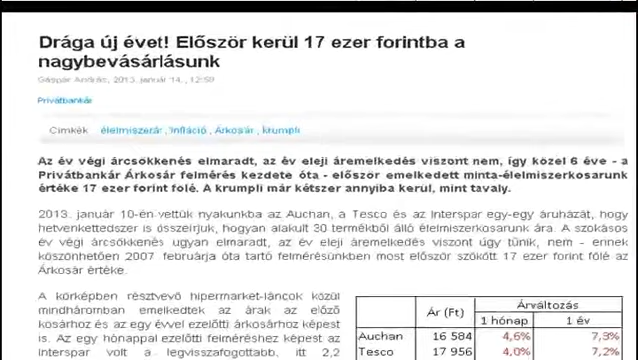 Drága új évet! Először kerül 17 ezer forintba a
nagybevásárlásunk
Gáspár András, 2013. január 14., 12:59
Privátbankár
Címkék élelmiszerár, Infláció, Árkosár, krumpli
Az év végi árcsökkenés elmaradt, az év eleji áremelkedés viszont nem, így közel 6 éve - a
Privátbankár Árkosár felmérés kezdete óta - először emelkedett minta-élelmiszerkosarunk
értéke 17 ezer forint fölé. A krumpli már kétszer annyiba kerül, mint tavaly.
2013. január 10-én vettük nyakunkba az Auchan, a Tesco és az Interspar egy-egy áruházát, hogy
hetvenkettedszer is összeírjuk, hogyan alakult 30 termékből álló élelmiszerkosarunk ára. A szokásos
év végi árcsökkenés ugyan elmaradt, az év eleji áremelkedés viszont úgy tűnik, nem - ennek
köszönhetően 2007 februárja óta tartó felmérésünkben most először szökött 17 ezer forint fölé az
Árkosár értéke.
A körképben résztvevő hipermarket-láncok közül
mindháromban emelkedtek az árak az előző
kosárhoz és az egy évvel ezelőtti árkosárhoz képest
is. Az egy hónappal ezelőtti felméréshez képest az
Interspar volt a legvisszafogottabb, itt 2,2
Ár (Ft) Árváltozás
1 hónap 1 év
Auchan 16 584 4,6% 7,3%
Tesco 17 956 4,0% 7,2%